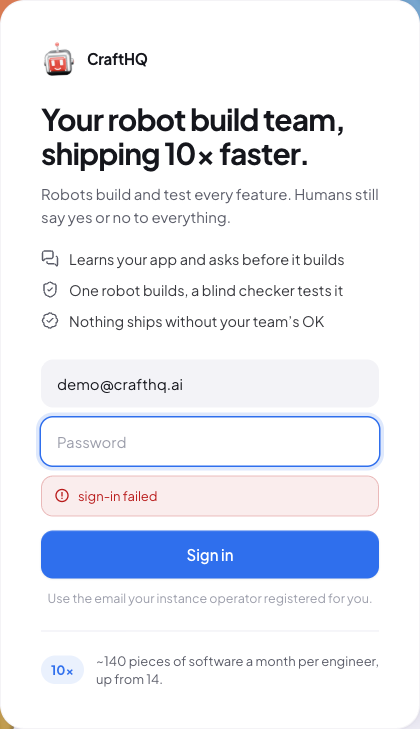 CraftHQ
Your robot build team,
shipping 10× faster.
Robots build and test every feature. Humans still
say yes or no to everything.
Learns your app and asks before it builds
One robot builds, a blind checker tests it
Nothing ships without your team's OK
demo@crafthq.ai
Password
sign-in failed
Sign in
Use the email your instance operator registered for you.
10×
~140 pieces of software a month per engineer,
up from 14.